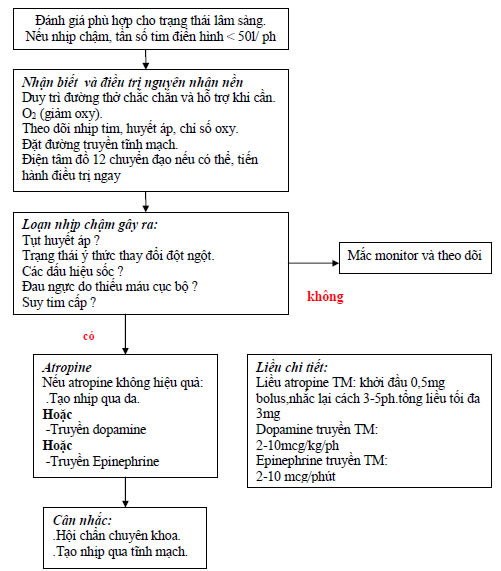 Đánh giá phù hợp cho trạng thái lâm sàng.
Nếu nhịp chậm, tần số tim điển hình < 50l/ ph
Nhận biết và điều trị nguyên nhân nền
Duy trì đường thở chắc chắn và hỗ trợ khi cần.
O₂ (giảm oxy).
Theo dõi nhịp tim, huyết áp, chỉ số oxy.
Đặt đường truyền tĩnh mạch.
Điện tâm đồ 12 chuyển đạo nếu có thể, tiến
hành điều trị ngay
Loạn nhịp chậm gây ra:
Tụt huyết áp ?
Trạng thái ý thức thay đổi đột ngột.
Các dấu hiệu sốc ?
Đau ngực do thiếu máu cục bộ ?
Suy tim cấp ?
Mắc monitor và theo dõi
không
có
Atropine
Nếu atropine không hiệu quả:
.Tạo nhịp qua da.
Hoặc
-Truyền dopamine
Hoặc
-Truyền Epinephrine
Liều chi tiết:
Liều atropine TM: khởi đầu 0,5mg
bolus,nhắc lại cách 3-5ph.tổng liều tối đa
3mg
Dopamine truyền TM:
2-10mcg/kg/ph
Epinephrine truyền TM:
2-10 mcg/phút
Cân nhắc:
.Hội chẩn chuyên khoa.
.Tạo nhịp qua tĩnh mạch.